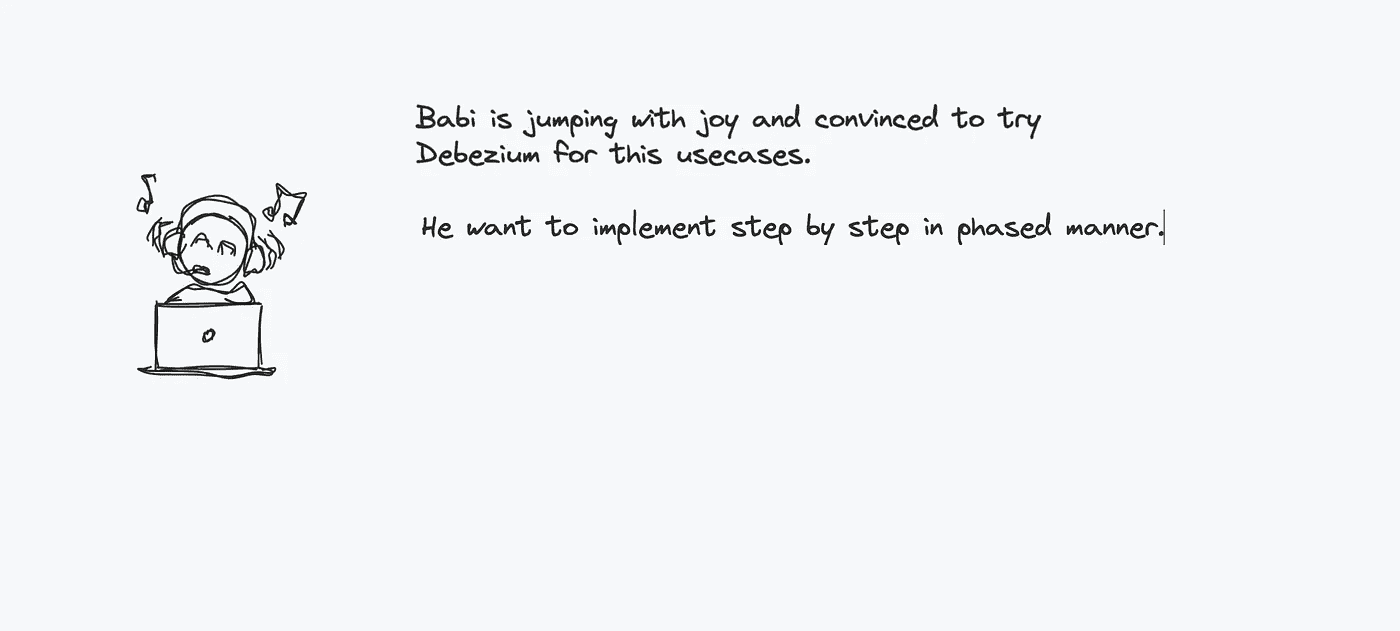 Babi is jumping with joy and convinced to try
Debezium for this usecases.
He want to implement step by step in phased manner.